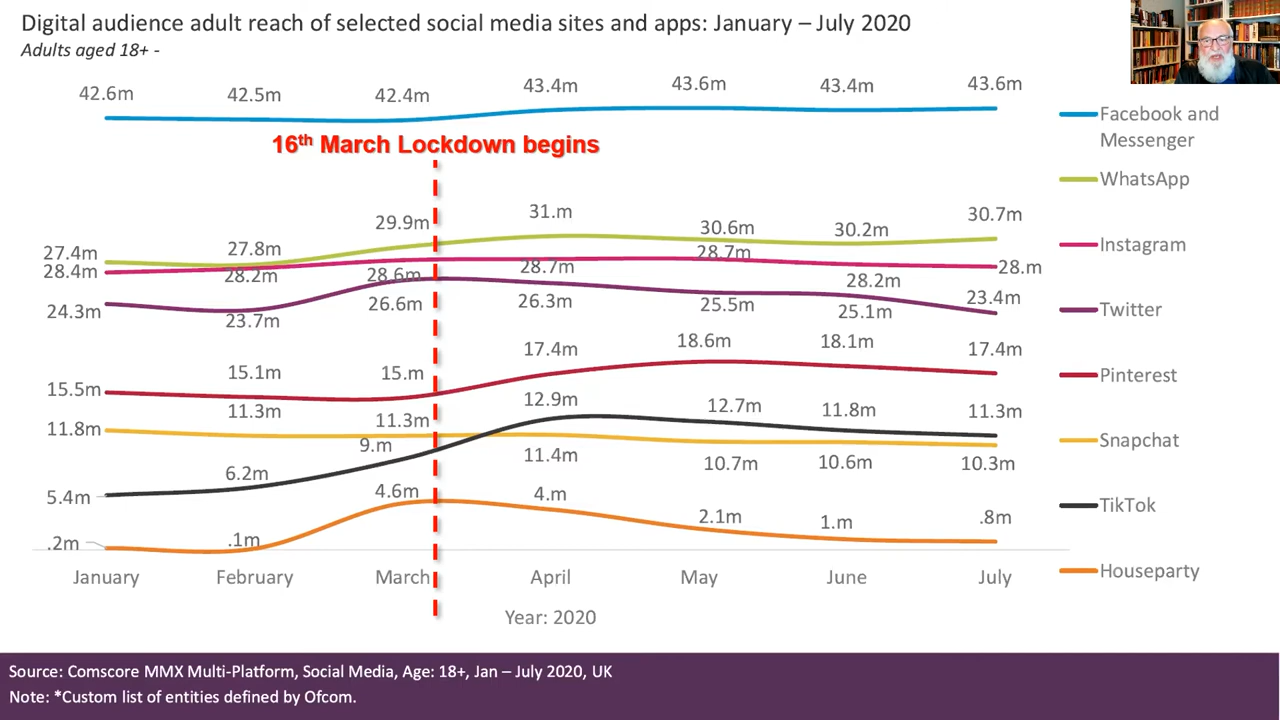 Digital audience adult reach of selected social media sites and apps: January – July 2020
Adults aged 18+ -
42.6m 42.5m 42.4m 43.4m 43.6m 43.4m 43.6m
16th March Lockdown begins
27.4m 27.8m 29.9m 31.m 30.6m 30.2m 30.7m
28.4m 28.2m 28.6m 28.7m 28.7m 28.2m 28.m
24.3m 23.7m 26.6m 26.3m 25.5m 25.1m 23.4m
15.5m 15.1m 15.m 17.4m 18.6m 18.1m 17.4m
11.8m 11.3m 11.3m 11.4m 10.7m 10.6m 10.3m
5.4m 6.2m 9.m 12.9m 12.7m 11.8m 11.3m
.2m .1m 4.6m 4.m 2.1m 1.m .8m
January February March April May June July
Year: 2020
Facebook and
Messenger
WhatsApp
Instagram
Twitter
Pinterest
Snapchat
TikTok
Houseparty
Source: Comscore MMX Multi-Platform, Social Media, Age: 18+, Jan – July 2020, UK
Note: *Custom list of entities defined by Ofcom.